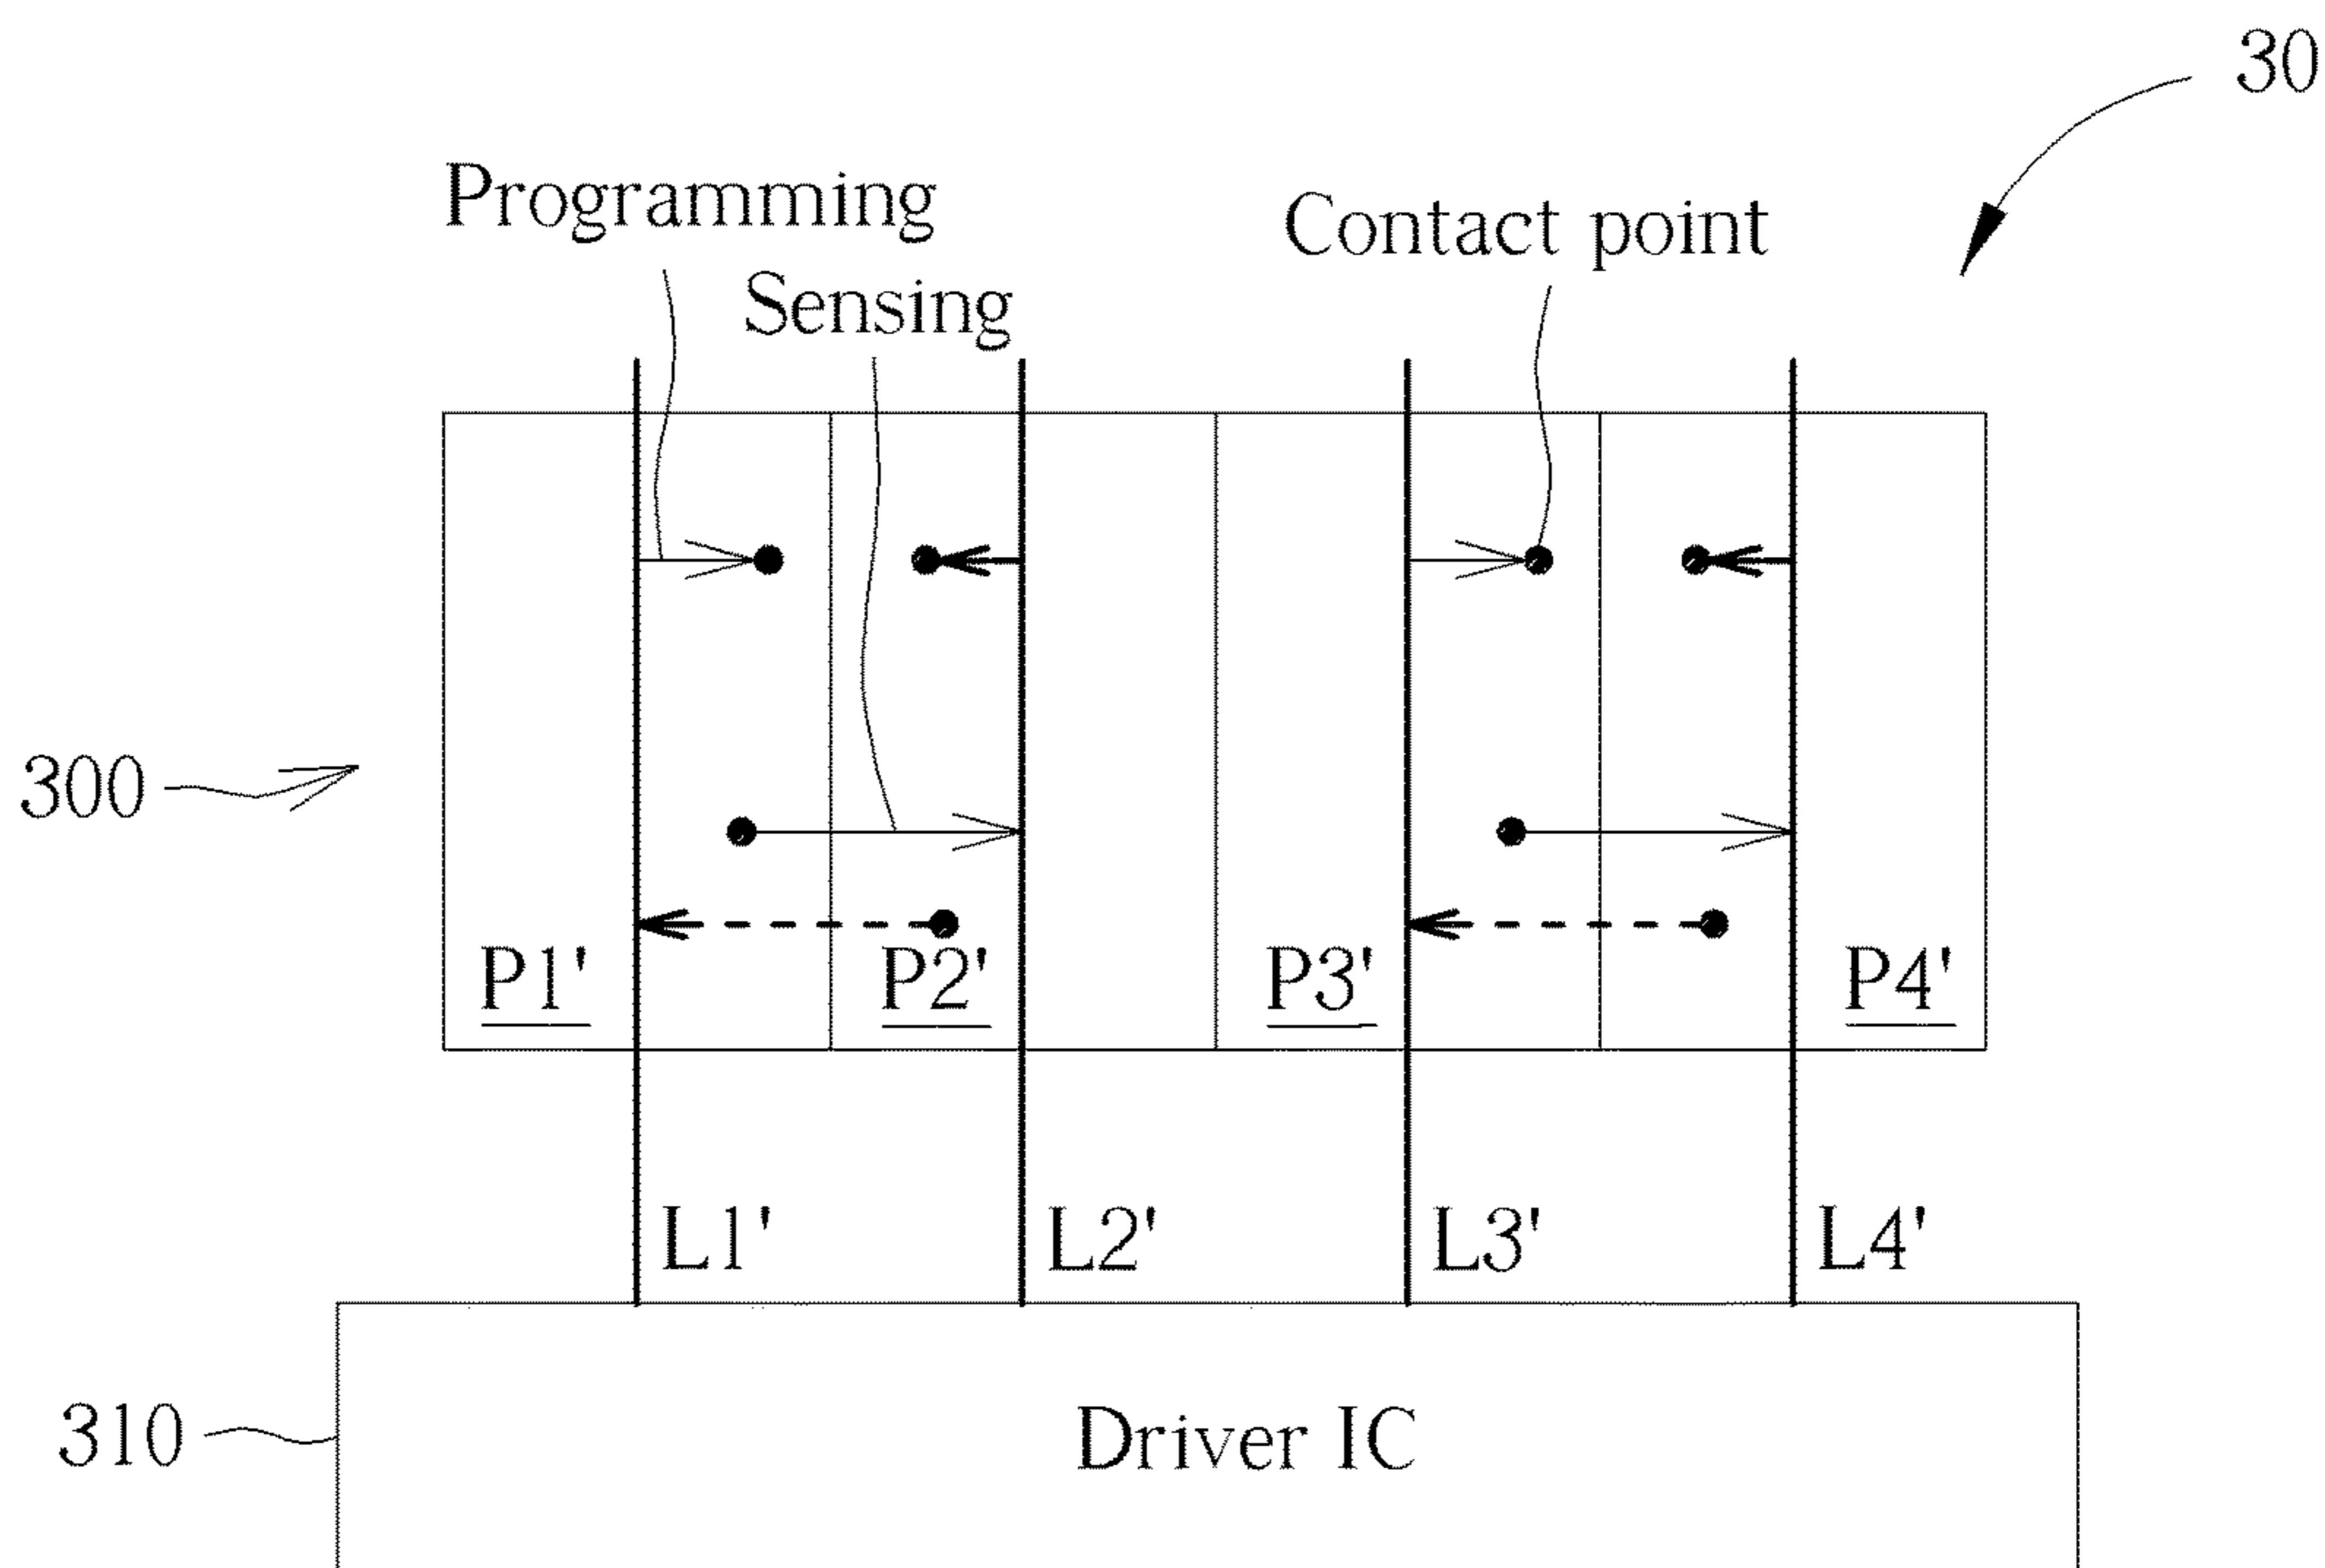 30
Programming
Contact point
Sensing
300
P1' P2' P3' P4'
L1' L2' L3' L4'
310
Driver IC